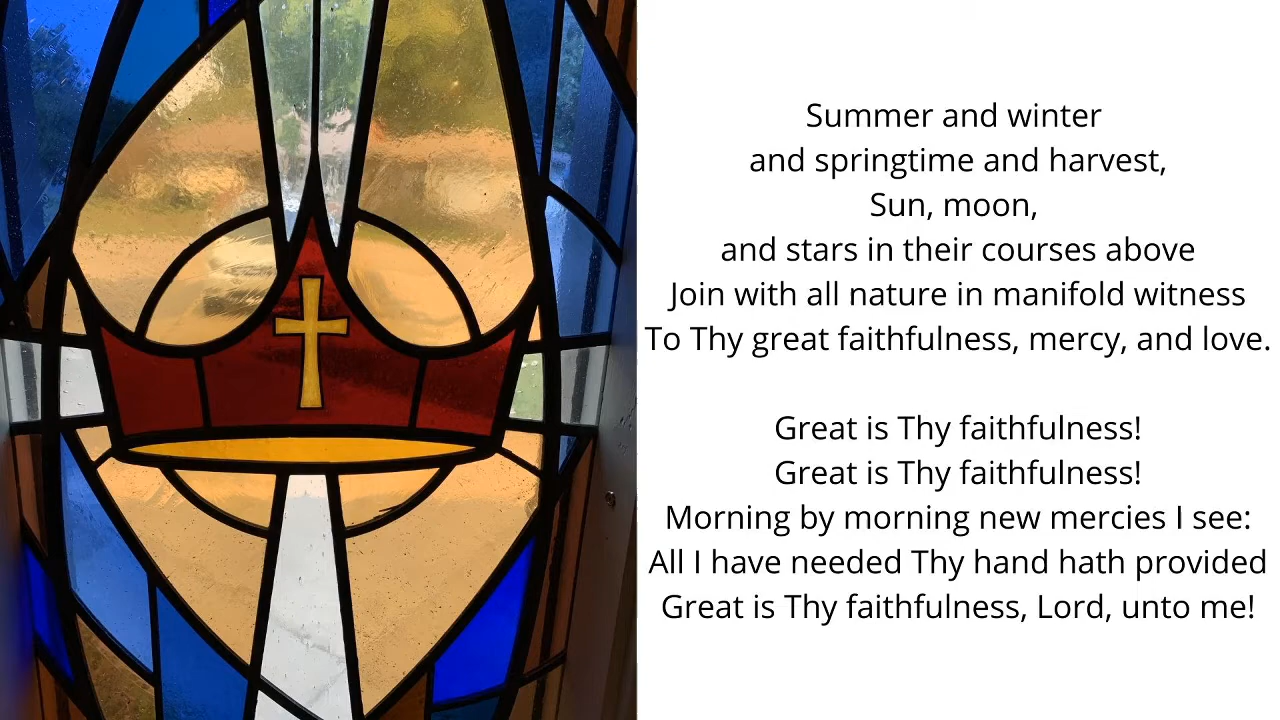 Summer and winter
and springtime and harvest,
Sun, moon,
and stars in their courses above
Join with all nature in manifold witness
To Thy great faithfulness, mercy, and love.
Great is Thy faithfulness!
Great is Thy faithfulness!
Morning by morning new mercies I see:
All I have needed Thy hand hath provided
Great is Thy faithfulness, Lord, unto me!